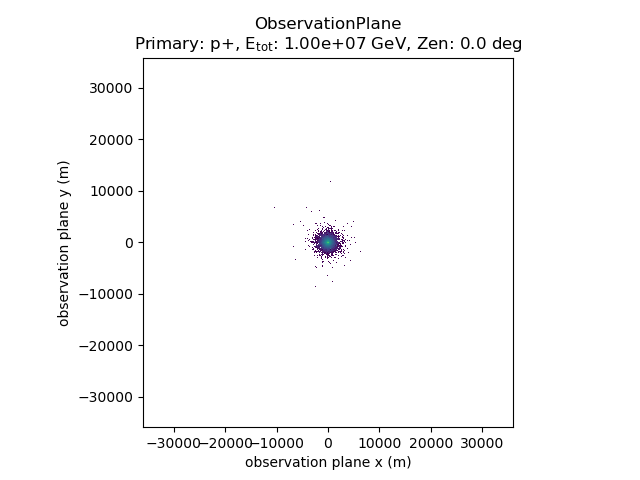 ObservationPlane
Primary: p+, Etot: 1.00e+07 GeV, Zen: 0.0 deg
observation plane y (m)
30000
20000
10000
0
−10000
−20000
−30000
−30000 −20000 −10000 0 10000 20000 30000
observation plane x (m)